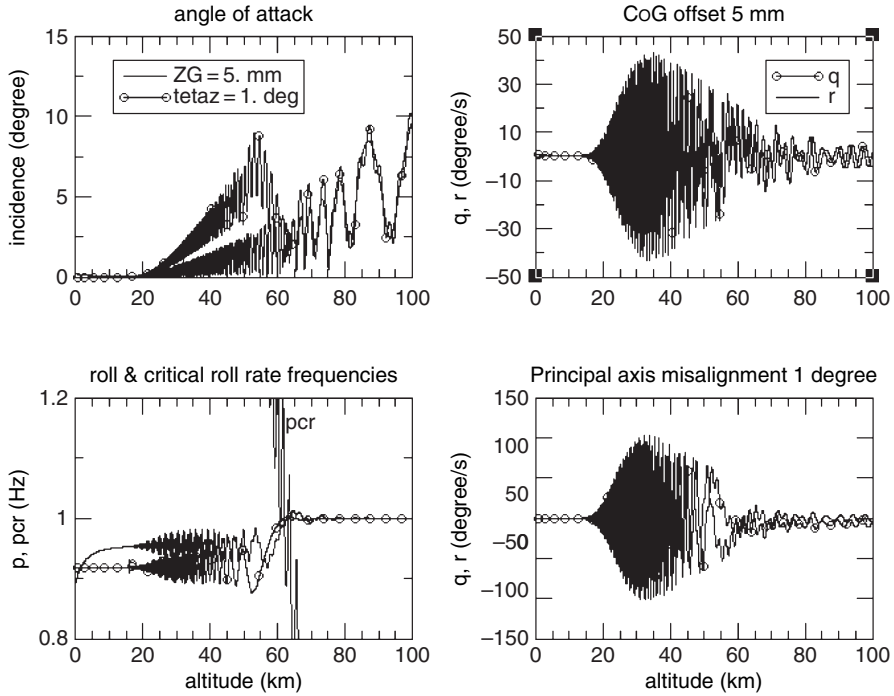 angle of attack
15
10
5
0
incidence (degree)
ZG = 5. mm
tetaz = 1. deg
0 20 40 60 80 100
CoG offset 5 mm
50
30
10
−10
−30
−50
q, r (degree/s)
q
r
0 20 40 60 80 100
roll & critical roll rate frequencies
1.2
1
0.8
p, pcr (Hz)
pcr
0 20 40 60 80 100
altitude (km)
Principal axis misalignment 1 degree
150
100
50
0
−50
−100
−150
q, r (degree/s)
0 20 40 60 80 100
altitude (km)